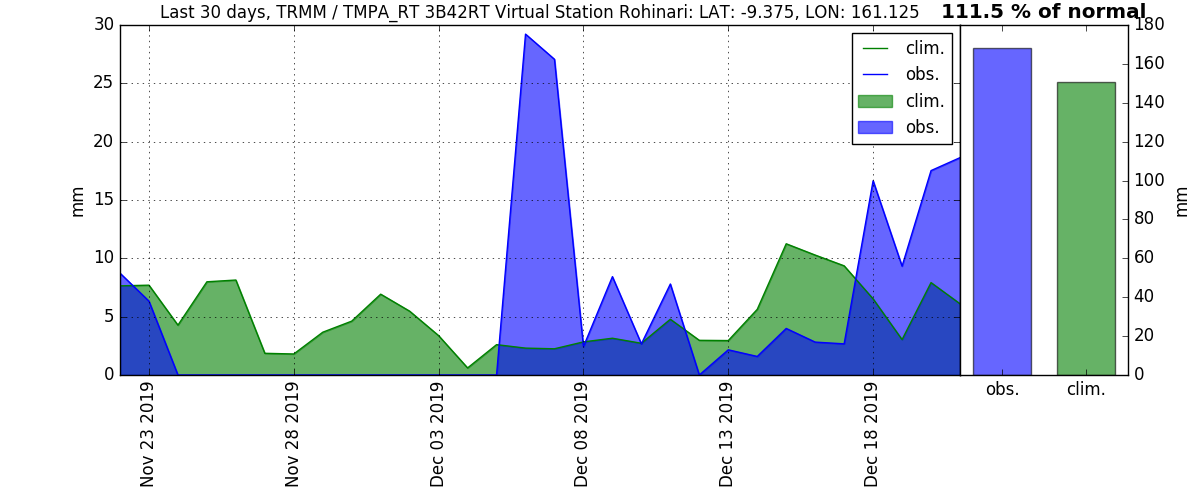 Last 30 days, TRMM / TMPA_RT 3B42RT Virtual Station Rohinari: LAT: -9.375, LON: 161.125
111.5 % of normal
30
25
20
15
10
5
0
mm
clim.
obs.
clim.
obs.
Nov 23 2019
Nov 28 2019
Dec 03 2019
Dec 08 2019
Dec 13 2019
Dec 18 2019
180
160
140
120
100
80
60
40
20
0
mm
obs.
clim.